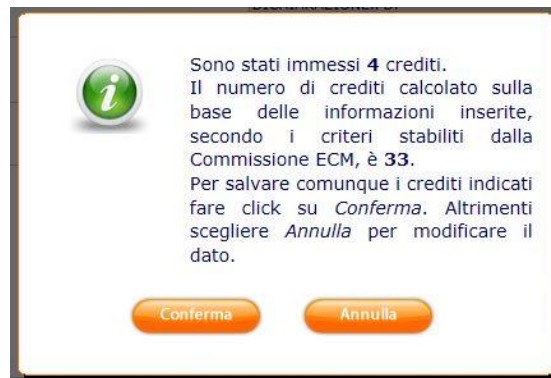 Sono stati immessi 4 crediti.
Il numero di crediti calcolato sulla
base delle informazioni inserite,
secondo i criteri stabiliti dalla
Commissione ECM, è 33.
Per salvare comunque i crediti indicati
fare click su Conferma. Altrimenti
scegliere Annulla per modificare il
dato.
Conferma Annulla